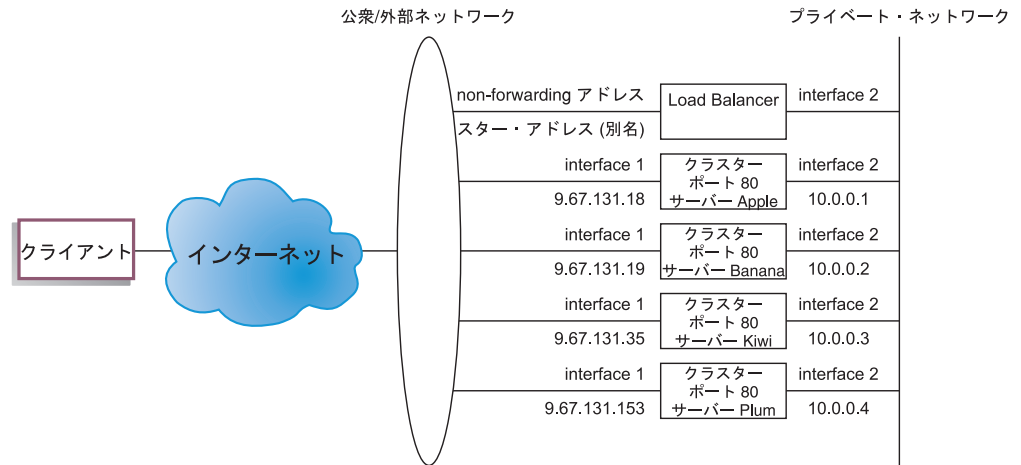 公衆/外部ネットワーク
プライベート・ネットワーク
non-forwarding アドレス
Load Balancer
interface 2
スター・アドレス (別名)
interface 1
クラスター
ポート 80
サーバー Apple
interface 2
9.67.131.18
10.0.0.1
interface 1
クラスター
ポート 80
サーバー Banana
interface 2
9.67.131.19
10.0.0.2
クライアント
インターネット
interface 1
クラスター
ポート 80
サーバー Kiwi
interface 2
9.67.131.35
10.0.0.3
interface 1
クラスター
ポート 80
サーバー Plum
interface 2
9.67.131.153
10.0.0.4